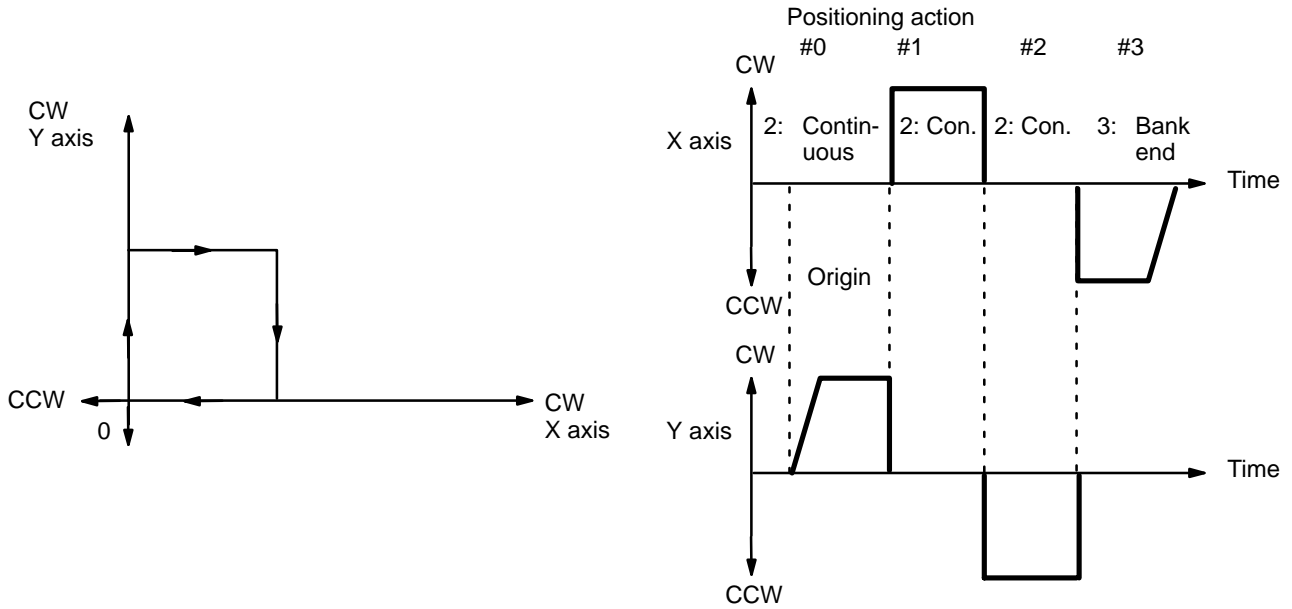 CW
Y axis
CCW
0
CW
X axis
Positioning action
#0 #1 #2 #3
CW
X axis
2: Contin-
uous
2: Con.
2: Con.
3: Bank
end
Time
Origin
CCW
CW
Y axis
Time
CCW